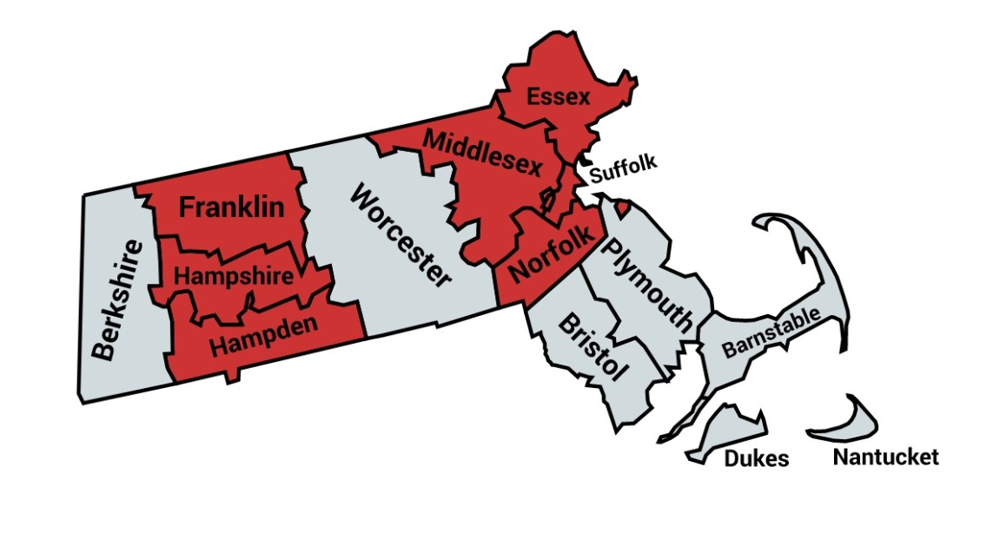 Essex
Middlesex
Suffolk
Franklin
Worcester
Norfolk
Berkshire
Hampshire
Plymouth
Hampden
Bristol
Barnstable
Dukes
Nantucket